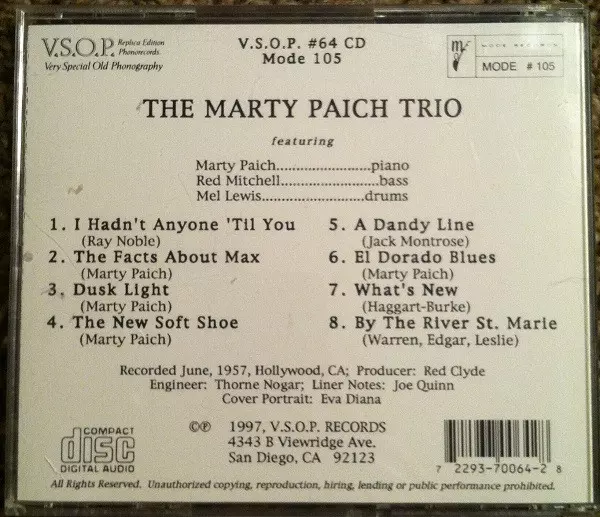 V.S.O.P. Replica Edition Phonorecords.
Very Special Old Phonography
V.S.O.P. #64 CD
Mode 105
MODE RECORDS
MODE # 105
THE MARTY PAICH TRIO
featuring
Marty Paich.......................piano
Red Mitchell........................bass
Mel Lewis.........................drums
1. I Hadn't Anyone 'Til You
(Ray Noble)
2. The Facts About Max
(Marty Paich)
3. Dusk Light
(Marty Paich)
4. The New Soft Shoe
(Marty Paich)
5. A Dandy Line
(Jack Montrose)
6. El Dorado Blues
(Marty Paich)
7. What's New
(Haggart-Burke)
8. By The River St. Marie
(Warren, Edgar, Leslie)
Recorded June, 1957, Hollywood, CA; Producer: Red Clyde
Engineer: Thorne Nogar; Liner Notes: Joe Quinn
Cover Portrait: Eva Diana
COMPACT
disc
DIGITAL AUDIO
©℗ 1997, V.S.O.P. RECORDS
4343 B Viewridge Ave.
San Diego, CA 92123
7 22937-0064-2 8
All Rights Reserved. Unauthorized copying, reproduction, hiring, lending or public performance prohibited.